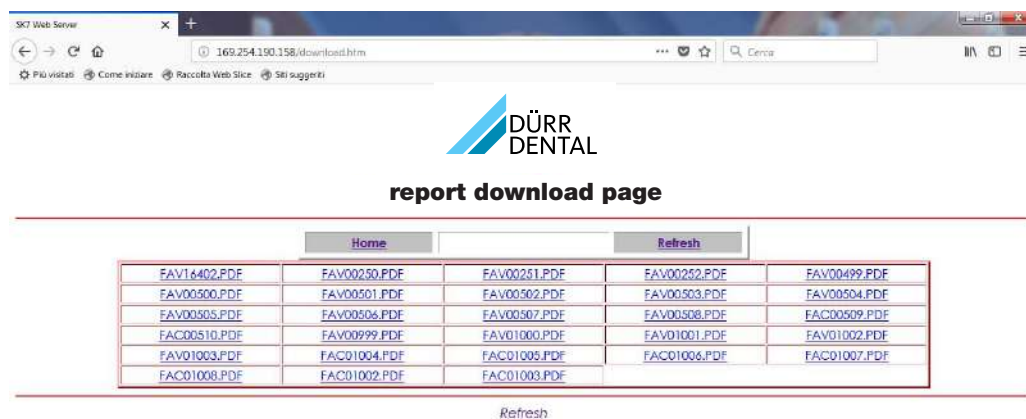 SK7 Web Server
169.254.190.158/download.htm
Cerca
Più visitati Come iniziare Raccolta Web Slice Siti suggeriti
DÜRR
DENTAL
report download page
Home Refresh
FAV16402.PDF FAV00250.PDF FAV00251.PDF FAV00252.PDF FAV00499.PDF
FAV00500.PDF FAV00501.PDF FAV00502.PDF FAV00503.PDF FAV00504.PDF
FAV00505.PDF FAV00506.PDF FAV00507.PDF FAV00508.PDF FAC00509.PDF
FAC00510.PDF FAV00999.PDF FAV01000.PDF FAV01001.PDF FAV01002.PDF
FAV01003.PDF FAC01004.PDF FAC01005.PDF FAC01006.PDF FAC01007.PDF
FAC01008.PDF FAC01002.PDF FAC01003.PDF
Refresh